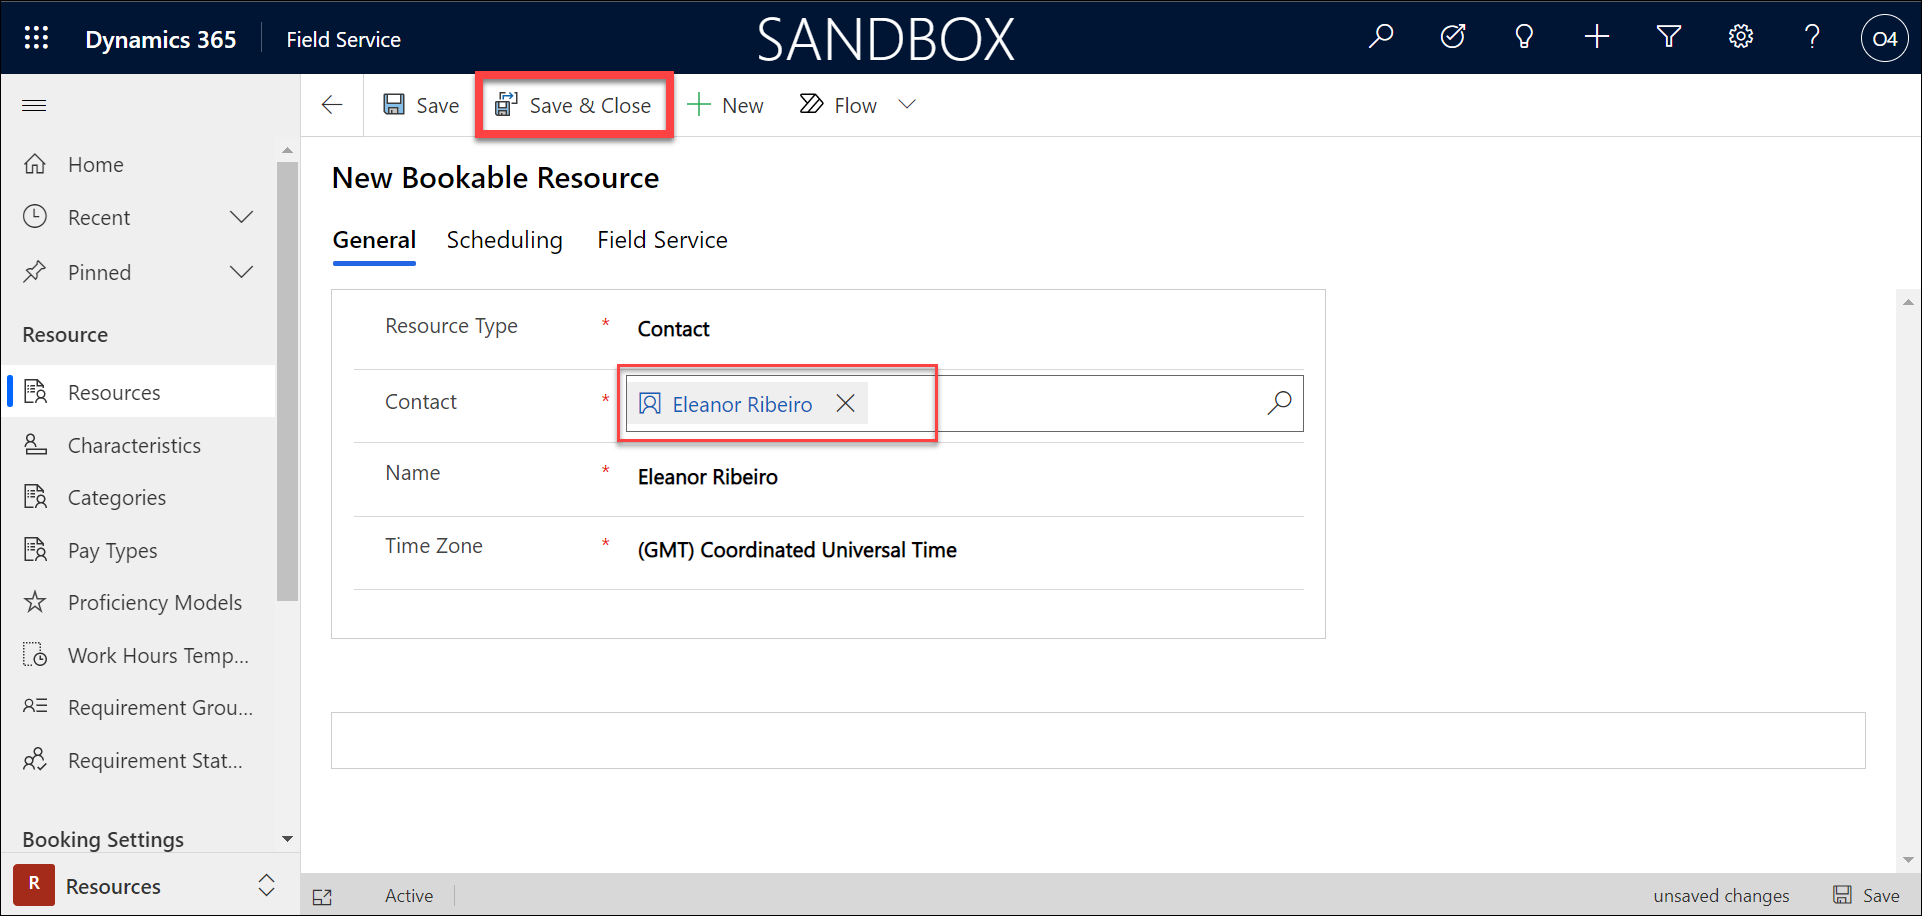 Dynamics 365
Field Service
SANDBOX
O4
Save
Save & Close
New
Flow
Home
Recent
Pinned
Resource
Resources
Characteristics
Categories
Pay Types
Proficiency Models
Work Hours Temp...
Requirement Grou...
Requirement Stat...
Booking Settings
R
Resources
New Bookable Resource
General
Scheduling
Field Service
Resource Type * Contact
Contact * Eleanor Ribeiro
Name * Eleanor Ribeiro
Time Zone * (GMT) Coordinated Universal Time
Active
unsaved changes
Save